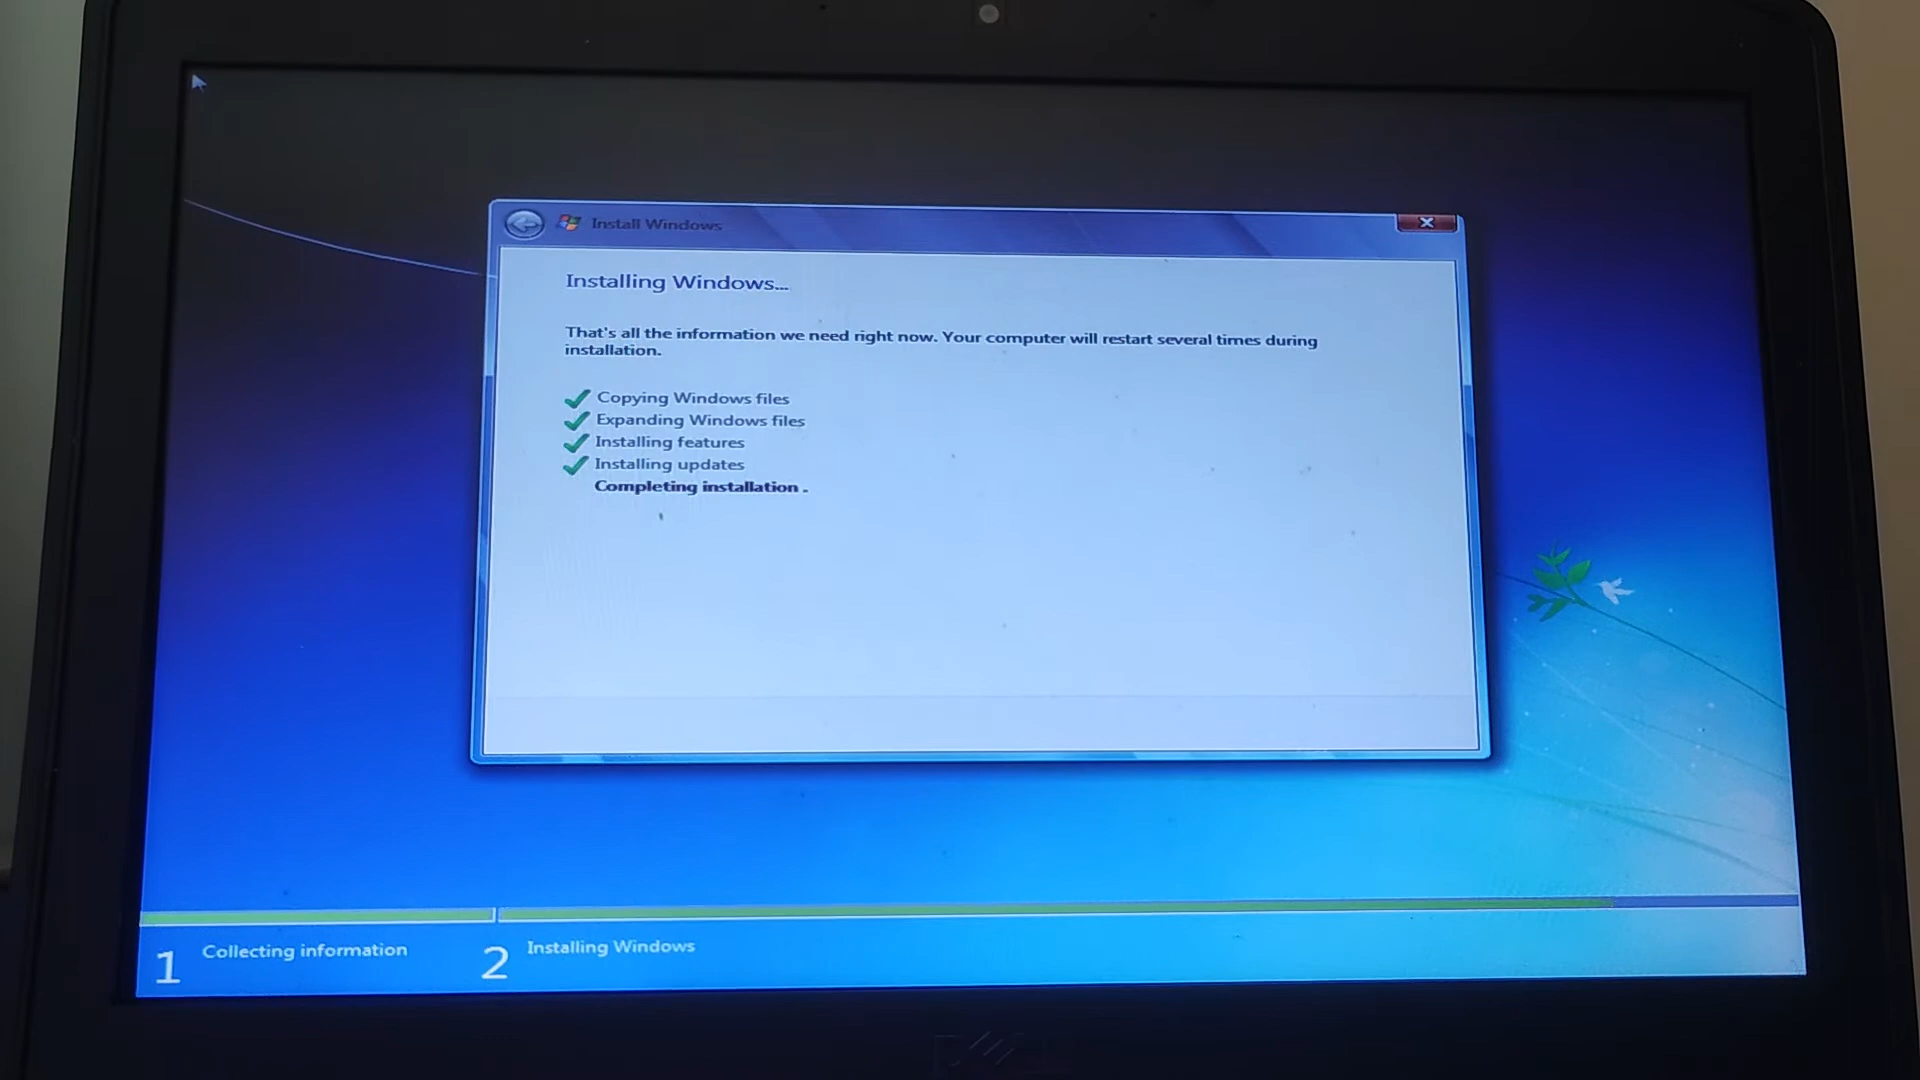 Install Windows
Installing Windows...
That's all the information we need right now. Your computer will restart several times during
installation.
Copying Windows files
Expanding Windows files
Installing features
Installing updates
Completing installation .
1 Collecting information
2 Installing Windows